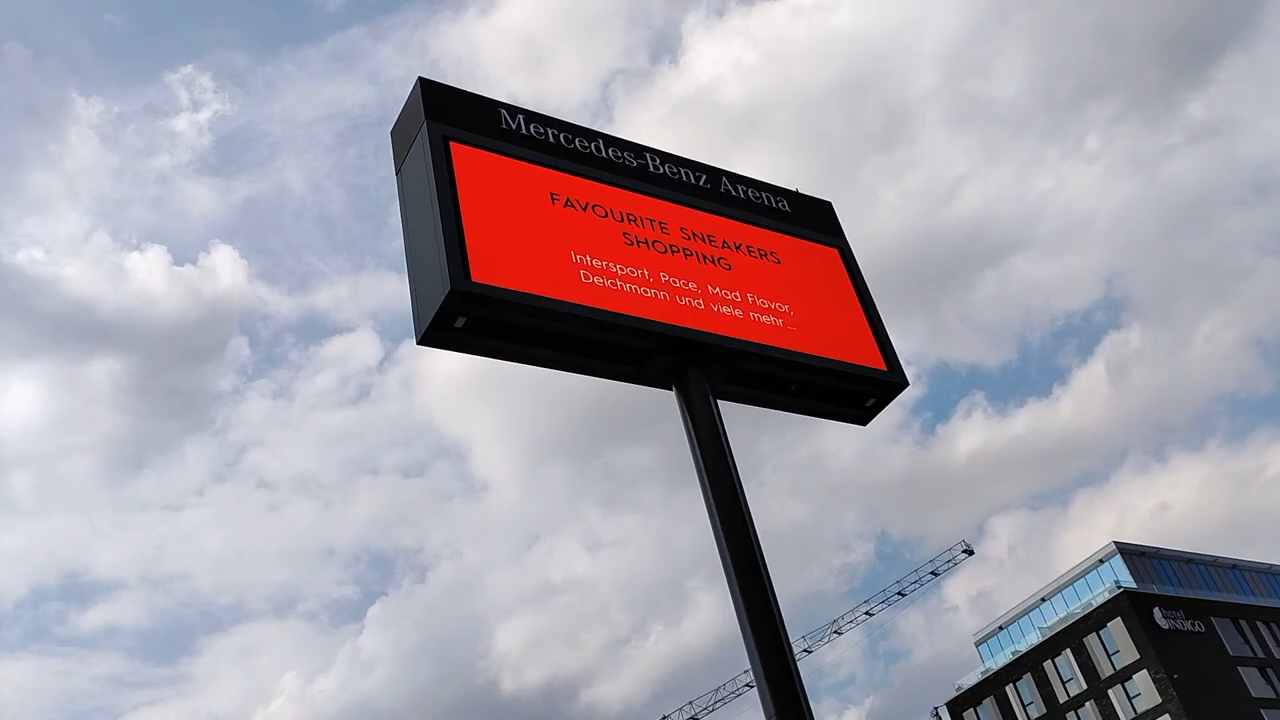 Mercedes-Benz Arena
FAVOURITE SNEAKERS
SHOPPING
Intersport, Pace, Mad Flavor,
Deichmann und viele mehr ...
hotel
INDIGO